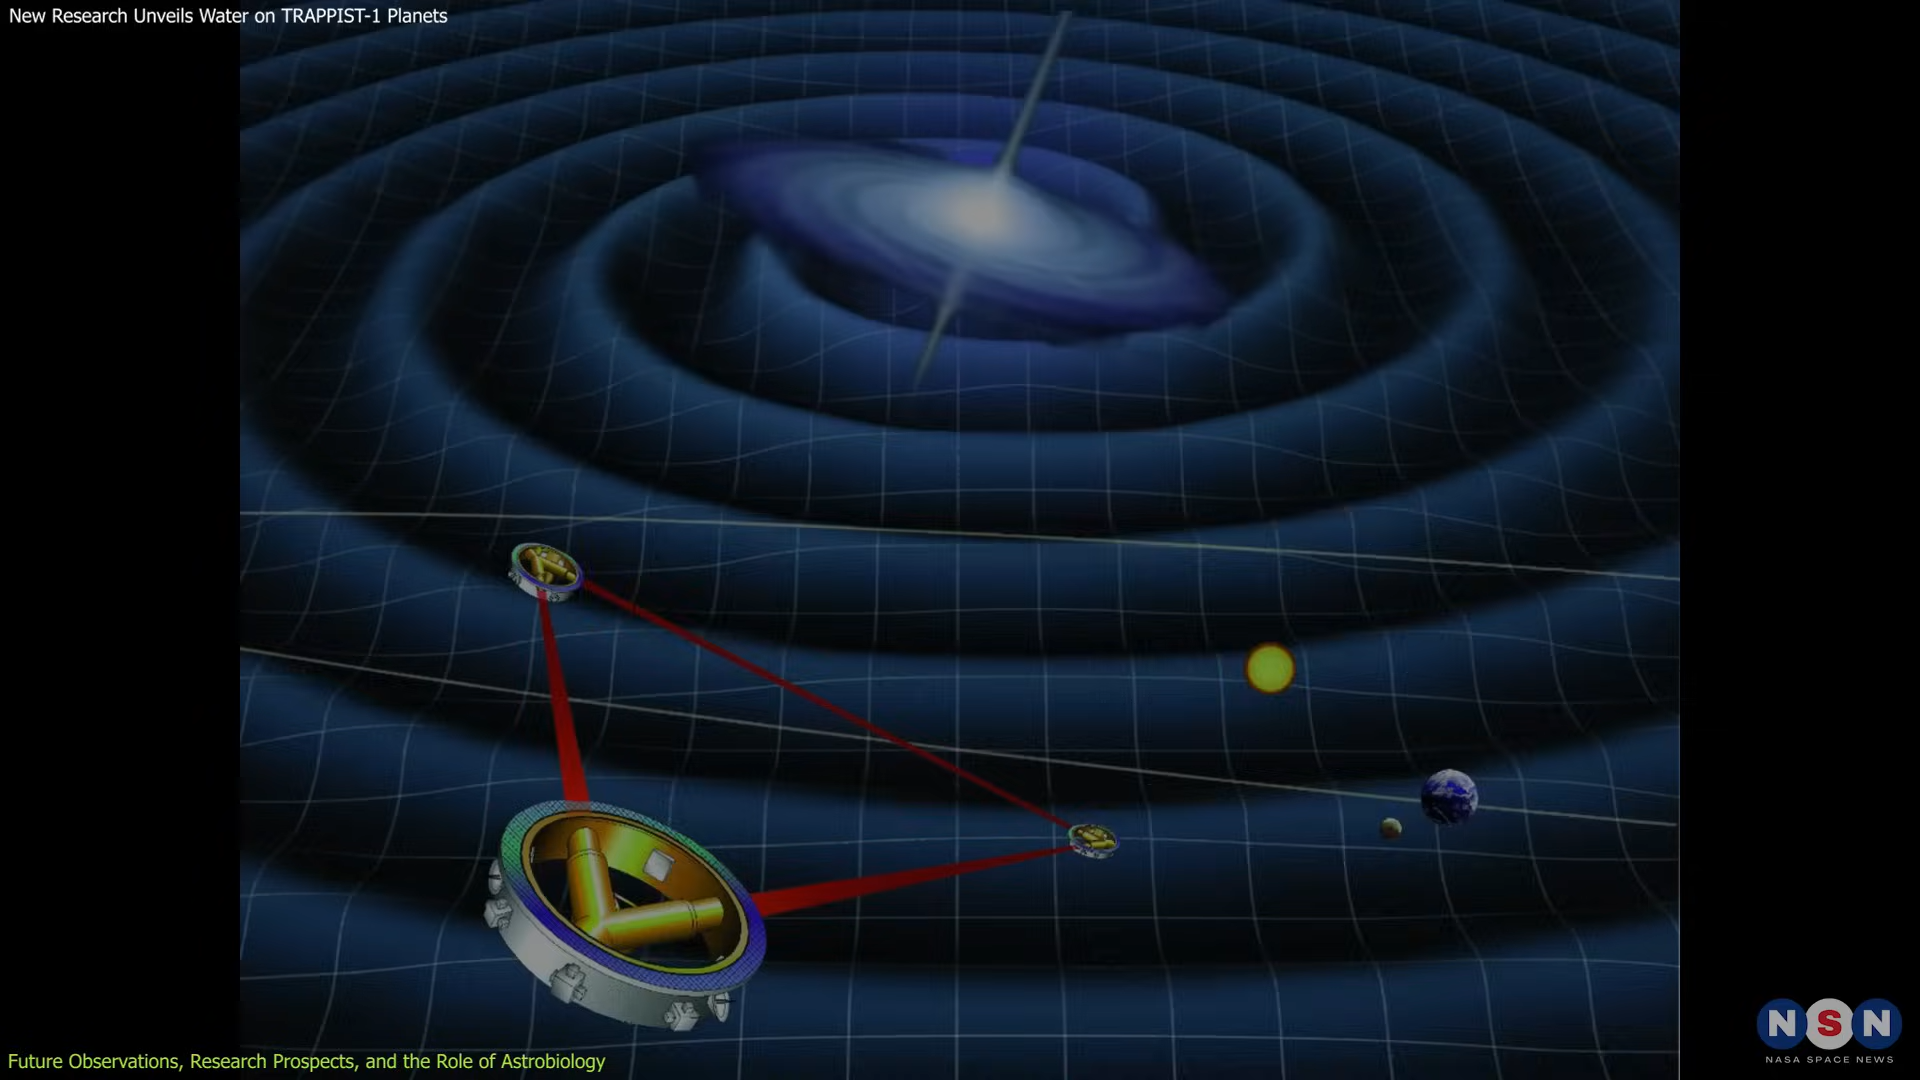 New Research Unveils Water on TRAPPIST-1 Planets
Future Observations, Research Prospects, and the Role of Astrobiology
NSN
NASA SPACE NEWS